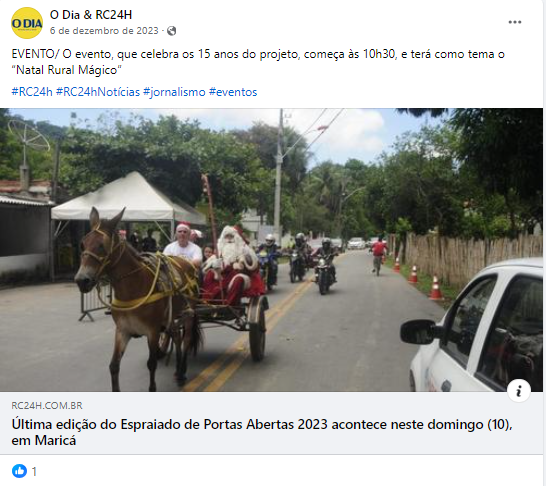 O DIA
O Dia & RC24H
6 de dezembro de 2023 ·
EVENTO/ O evento, que celebra os 15 anos do projeto, começa às 10h30, e terá como tema o
“Natal Rural Mágico”
#RC24h #RC24hNotícias #jornalismo #eventos
RC24H.COM.BR
Última edição do Espraiado de Portas Abertas 2023 acontece neste domingo (10),
em Maricá
1